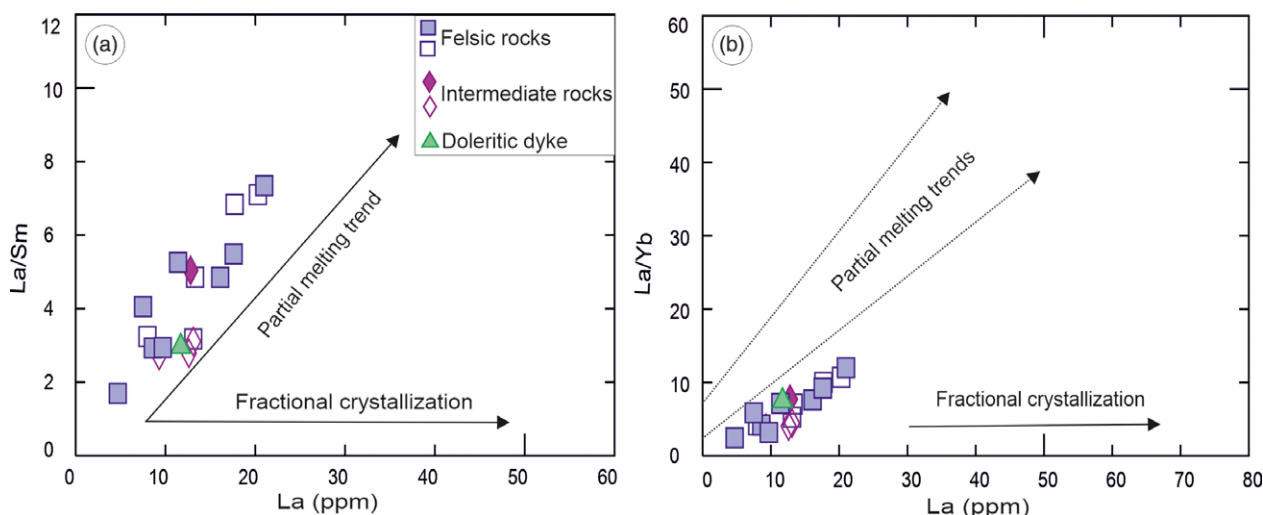 (a)
12
10
8
6
4
2
0
La/Sm
0
10
20
30
40
50
60
La (ppm)
Felsic rocks
Intermediate rocks
Doleritic dyke
Partial melting trend
Fractional crystallization
(b)
60
50
40
30
20
10
0
La/Yb
0
10
20
30
40
50
60
70
80
La (ppm)
Partial melting trends
Fractional crystallization